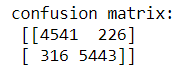 confusion matrix:
[[4541  226]
[ 316 5443]]